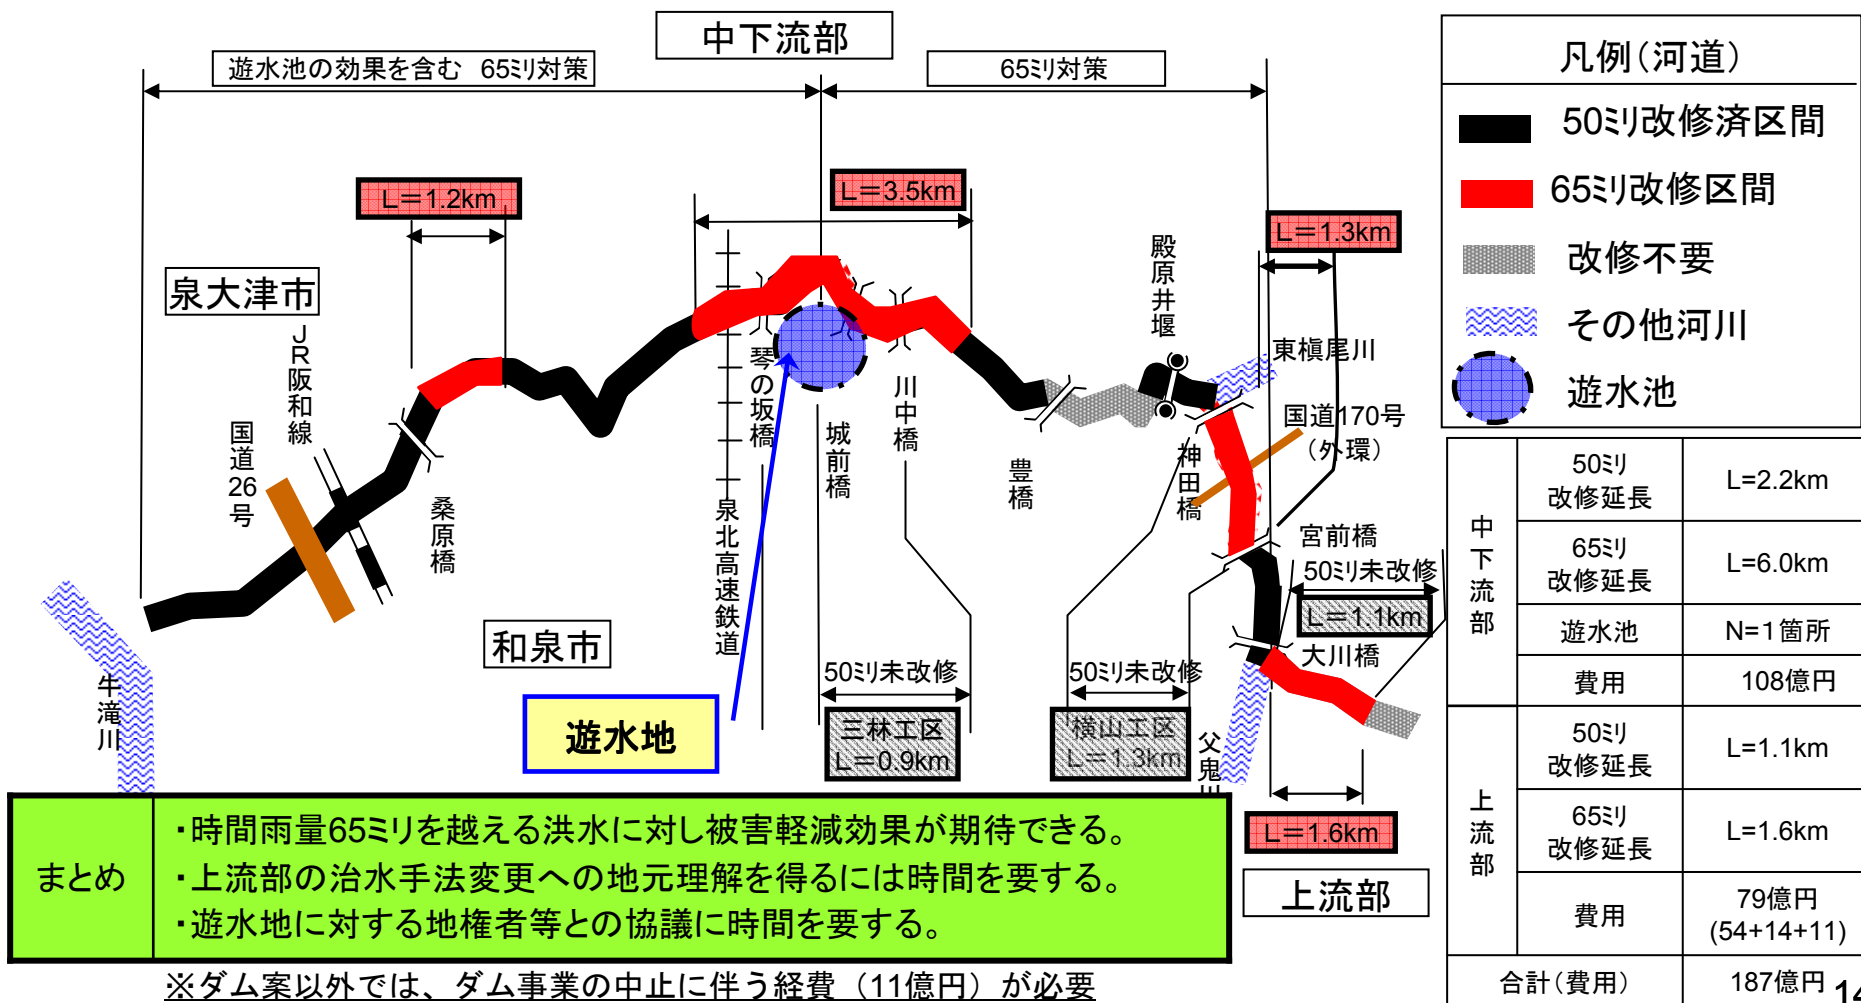 中下流部
遊水池の効果を含む 65ミリ対策
65ミリ対策
L=1.2km
L=3.5km
L=1.3km
泉大津市
JR阪和線
国道26号
桑原橋
琴の坂橋
泉北高速鉄道
城前橋
川中橋
豊橋
殿原井堰
東槇尾川
国道170号
(外環)
神田橋
宮前橋
50ミリ未改修
L=1.1km
大川橋
和泉市
牛滝川
遊水地
50ミリ未改修
三林工区
L=0.9km
50ミリ未改修
横山工区
L=1.3km
父鬼川
L=1.6km
上流部
まとめ
・時間雨量65ミリを越える洪水に対し被害軽減効果が期待できる。
・上流部の治水手法変更への地元理解を得るには時間を要する。
・遊水地に対する地権者等との協議に時間を要する。
※ダム案以外では、ダム事業の中止に伴う経費(11億円)が必要
凡例(河道)
50ミリ改修済区間
65ミリ改修区間
改修不要
その他河川
遊水池
中下流部
50ミリ
改修延長
L=2.2km
65ミリ
改修延長
L=6.0km
遊水池
N=1箇所
費用
108億円
上流部
50ミリ
改修延長
L=1.1km
65ミリ
改修延長
L=1.6km
費用
79億円
(54+14+11)
合計(費用)
187億円
14